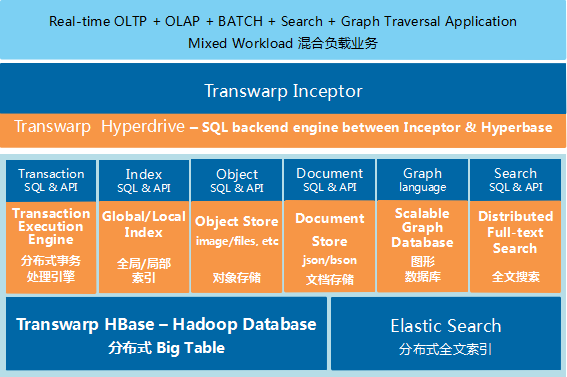 Real-time OLTP + OLAP + BATCH + Search + Graph Traversal Application
Mixed Workload 混合负载业务
Transwarp Inceptor
Transwarp Hyperdrive – SQL backend engine between Inceptor & Hyperbase
Transaction
SQL & API
Index
SQL & API
Object
SQL & API
Document
SQL & API
Graph
language
Search
SQL & API
Transaction
Execution
Engine
分布式事务
处理引擎
Global/Local
Index
全局/局部
索引
Object Store
image/files, etc
对象存储
Document
Store
json/bson
文档存储
Scalable
Graph
Database
图形
数据库
Distributed
Full-text
Search
全文搜索
Transwarp HBase – Hadoop Database
分布式 Big Table
Elastic Search
分布式全文索引